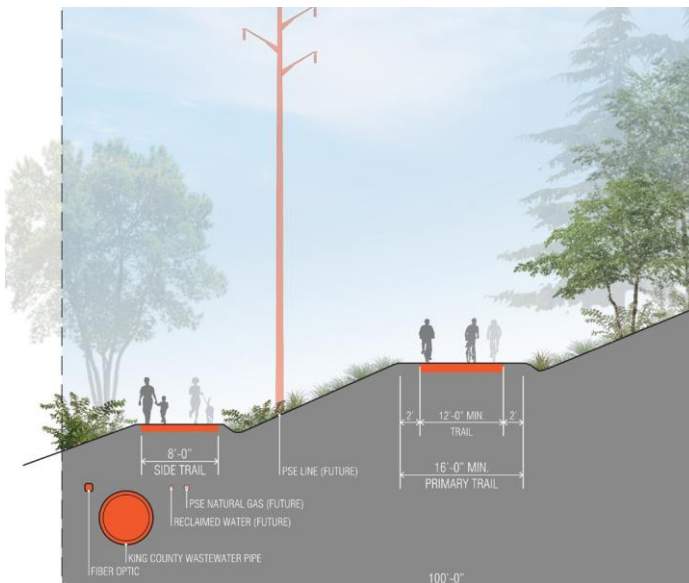 2'
12'-0" MIN.
2'
TRAIL
8'-0"
SIDE TRAIL
PSE LINE (FUTURE)
16'-0" MIN.
PRIMARY TRAIL
PSE NATURAL GAS (FUTURE)
RECLAIMED WATER (FUTURE)
KING COUNTY WASTEWATER PIPE
FIBER OPTIC
100'-0"